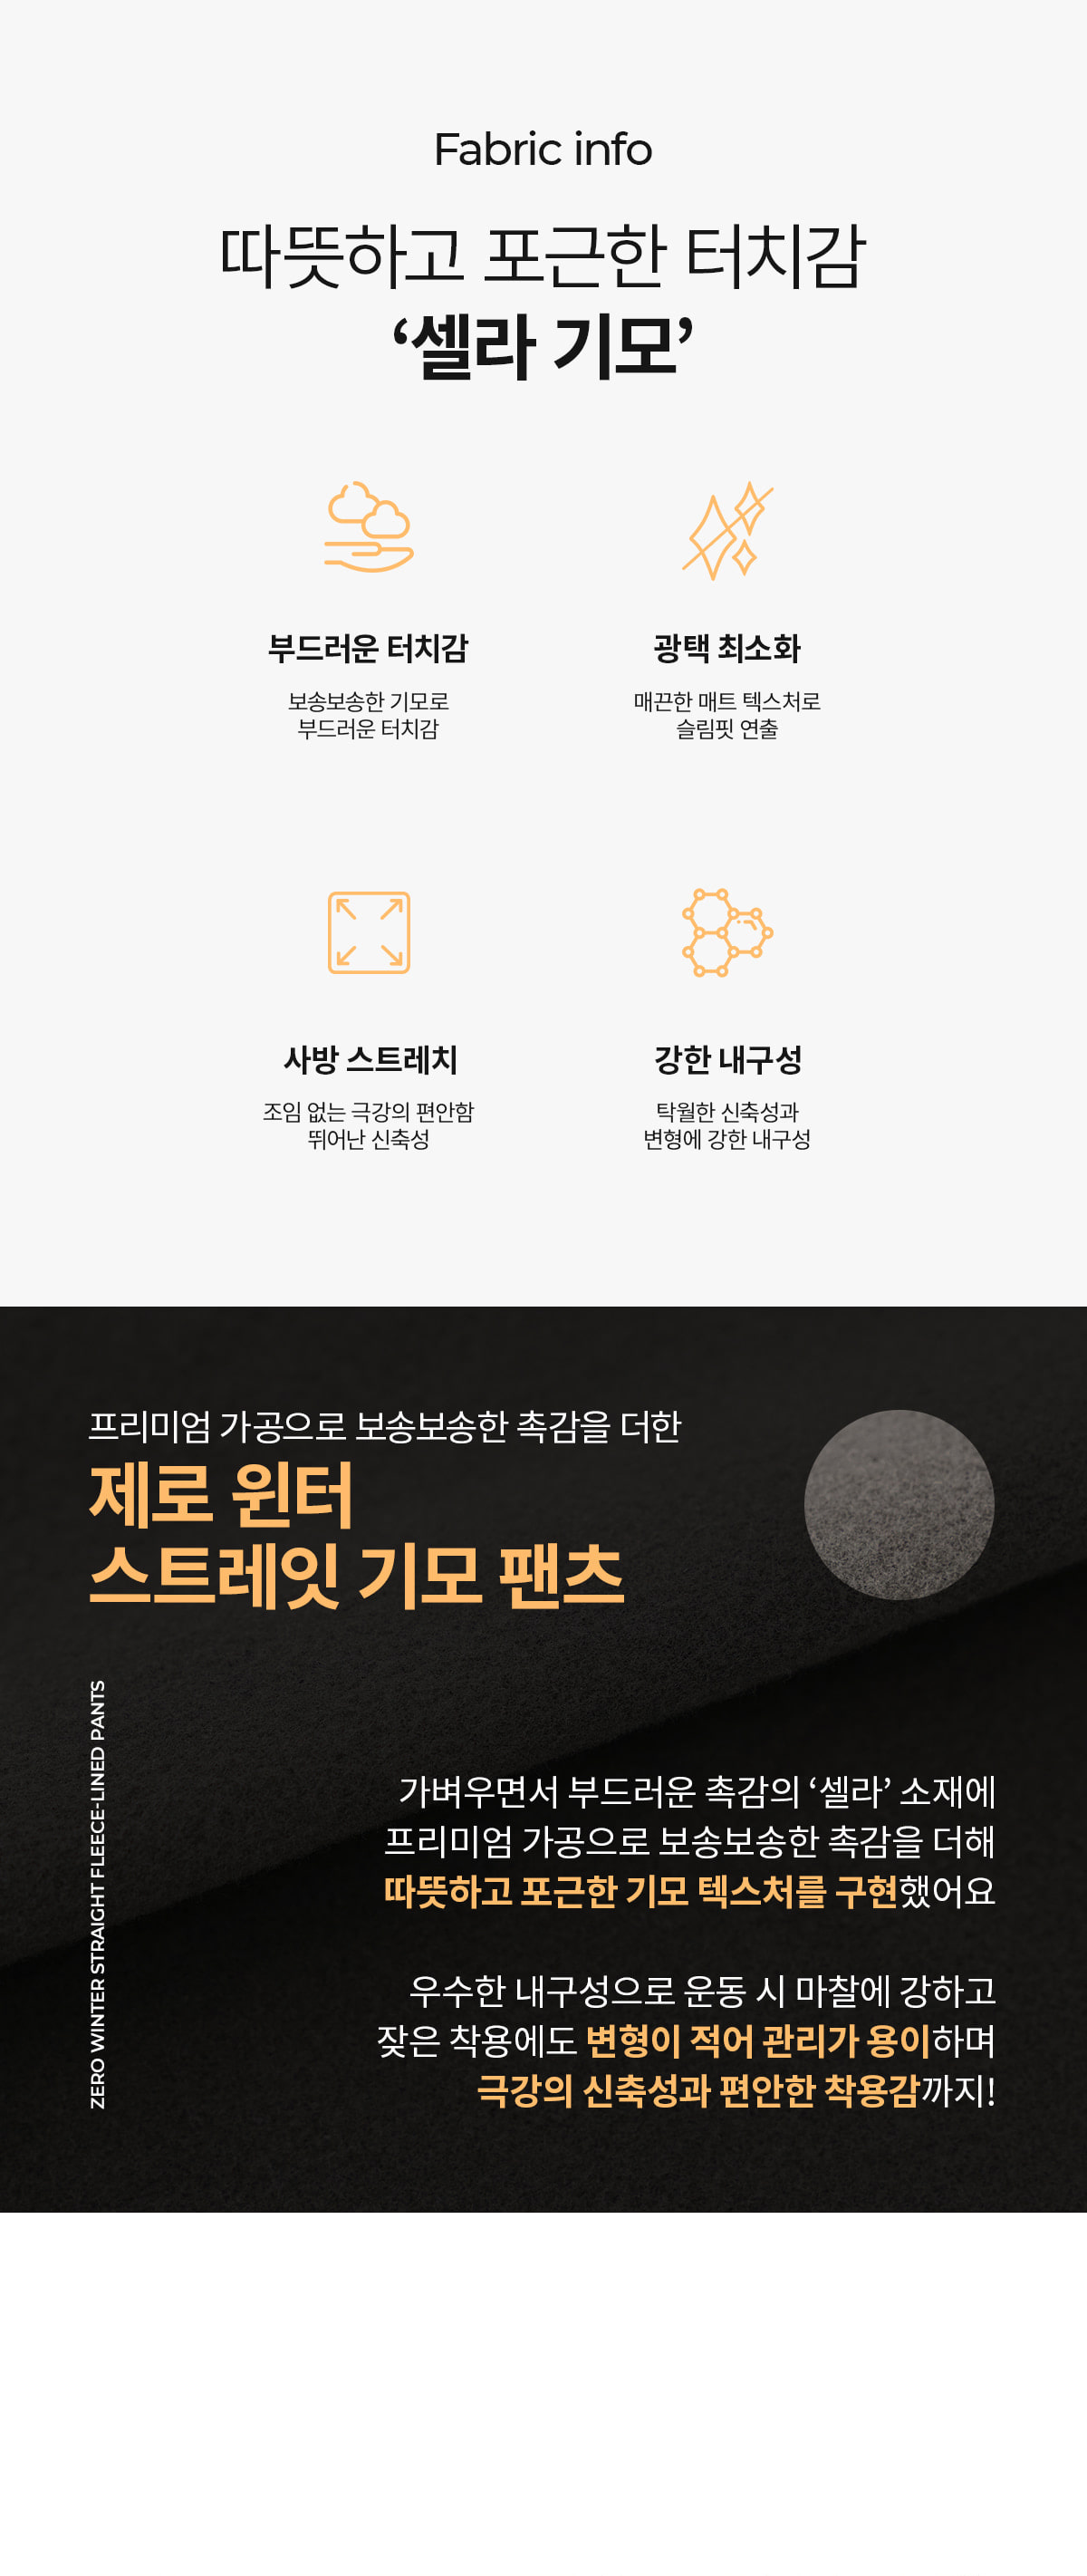 Fabric info
따뜻하고 포근한 터치감
‘셀라 기모’
부드러운 터치감
보송보송한 기모로
부드러운 터치감
광택 최소화
매끈한 매트 텍스처로
슬림핏 연출
사방 스트레치
조임 없는 극강의 편안함
뛰어난 신축성
강한 내구성
탁월한 신축성과
변형에 강한 내구성
프리미엄 가공으로 보송보송한 촉감을 더한
제로 윈터
스트레잇 기모 팬츠
ZERO WINTER STRAIGHT FLEECE-LINED PANTS
가벼우면서 부드러운 촉감의 ‘셀라’ 소재에
프리미엄 가공으로 보송보송한 촉감을 더해
따뜻하고 포근한 기모 텍스처를 구현했어요
우수한 내구성으로 운동 시 마찰에 강하고
잦은 착용에도 변형이 적어 관리가 용이하며
극강의 신축성과 편안한 착용감까지!